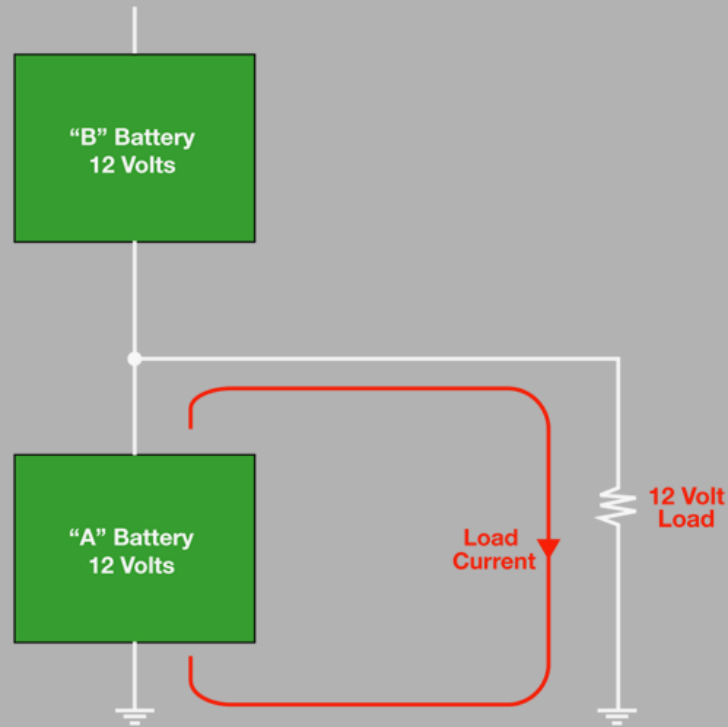 “B” Battery
12 Volts
“A” Battery
12 Volts
Load
Current
12 Volt
Load